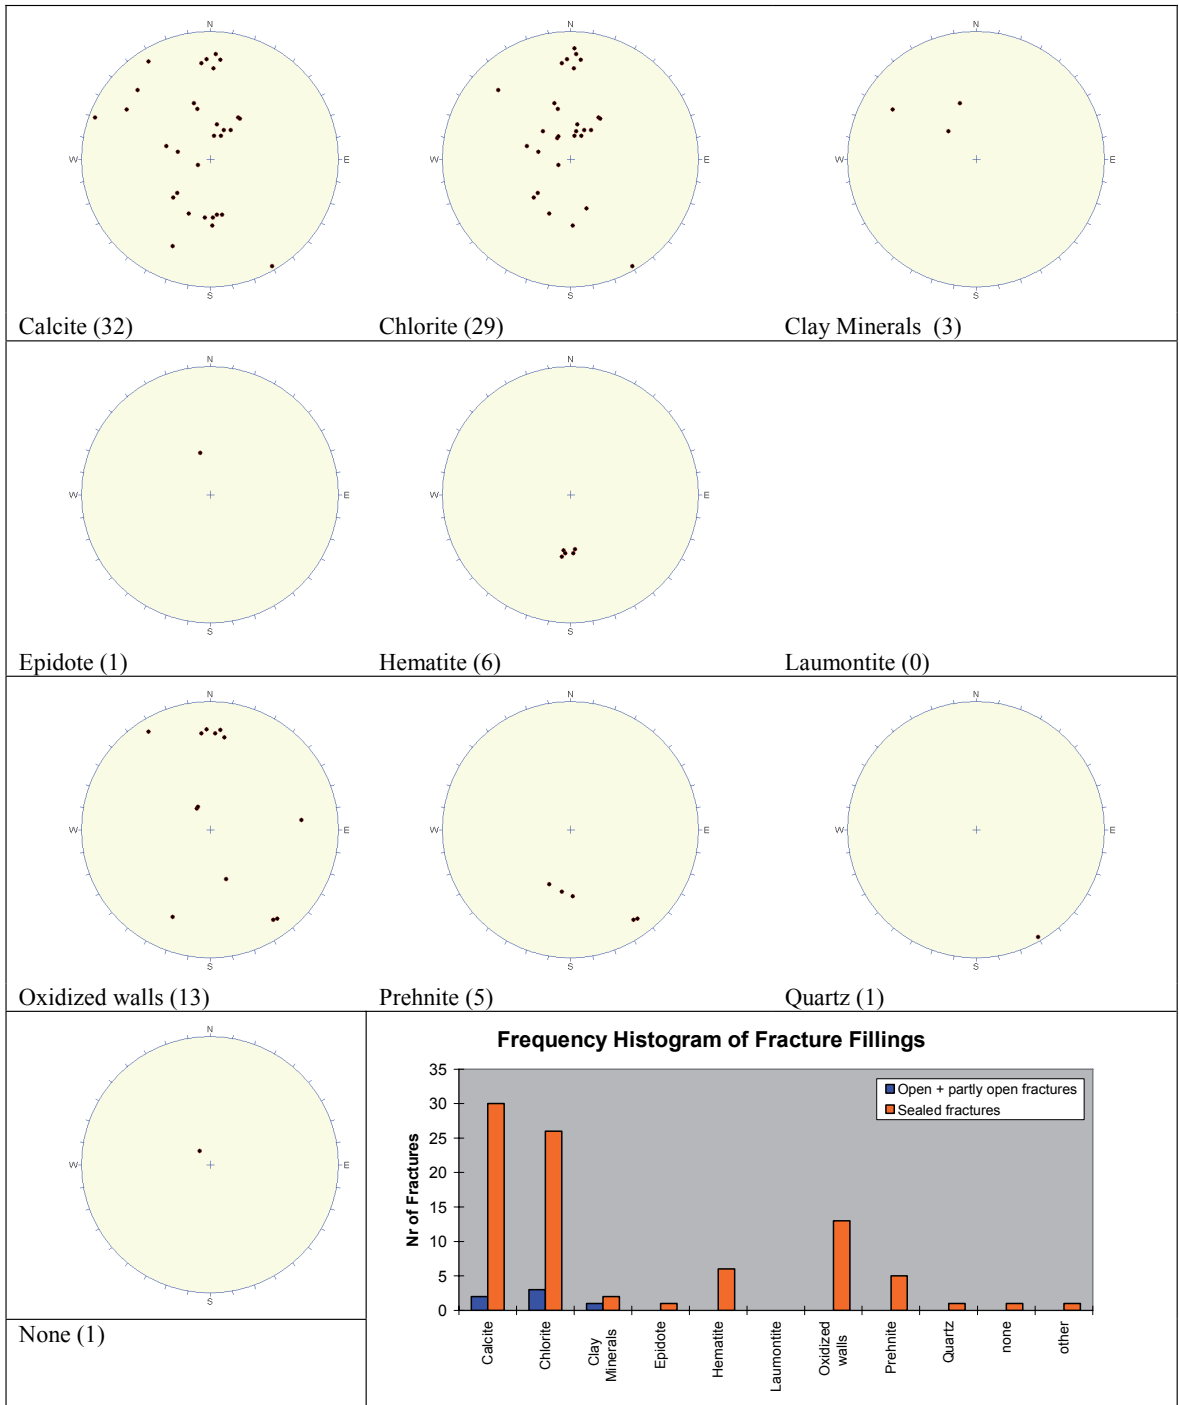 N
N
N
W
E
W
E
W
E
S
S
S
Calcite (32)
Chlorite (29)
Clay Minerals (3)
N
N
W
E
W
E
S
S
Epidote (1)
Hematite (6)
Laumontite (0)
N
N
N
W
E
W
E
W
E
S
S
S
Oxidized walls (13)
Prehnite (5)
Quartz (1)
N
W
E
S
None (1)
Frequency Histogram of Fracture Fillings
Open + partly open fractures
Sealed fractures
Nr of Fractures
35
30
25
20
15
10
5
0
Calcite
Chlorite
Clay
Minerals
Epidote
Hematite
Laumontite
Oxidized
walls
Prehnite
Quartz
none
other